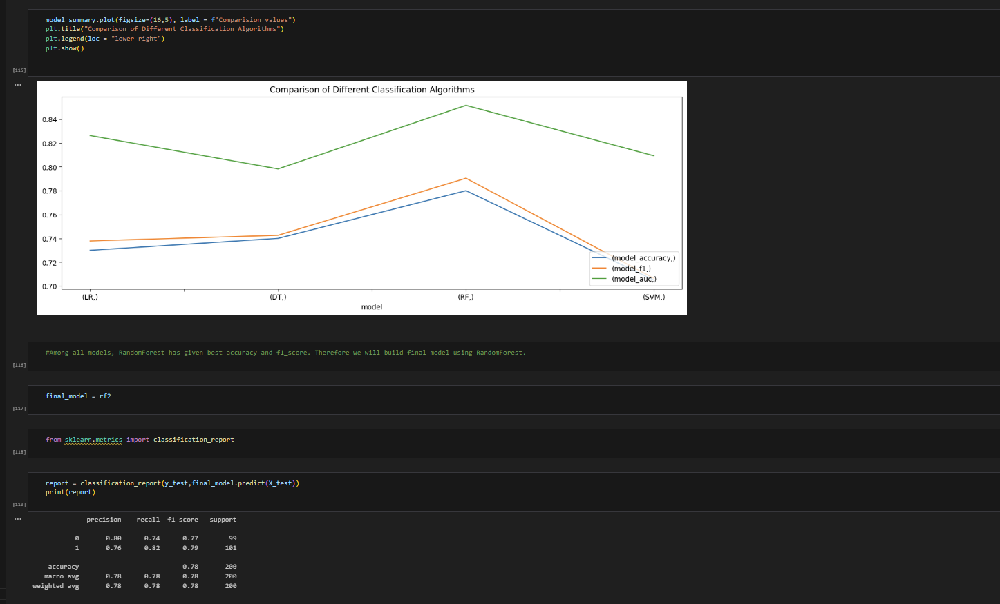 model_summary.plot(figsize=(16,5), label = f"Comparision values")
plt.title("Comparison of Different Classification Algorithms")
plt.legend(loc = "lower right")
plt.show()
[115]
...
Comparison of Different Classification Algorithms
0.84
0.82
0.80
0.78
0.76
0.74
0.72
0.70
(model_accuracy,)
(model_f1,)
(model_auc,)
(LR,) (DT,) (RF,) (SVM,)
model
#Among all models, RandomForest has given best accuracy and f1_score. Therefore we will build final model using RandomForest.
[116]
final_model = rf2
[117]
from sklearn.metrics import classification_report
[118]
report = classification_report(y_test,final_model.predict(X_test))
print(report)
[119]
...
precision recall f1-score support
0 0.80 0.74 0.77 99
1 0.76 0.82 0.79 101
accuracy 0.78 200
macro avg 0.78 0.78 0.78 200
weighted avg 0.78 0.78 0.78 200